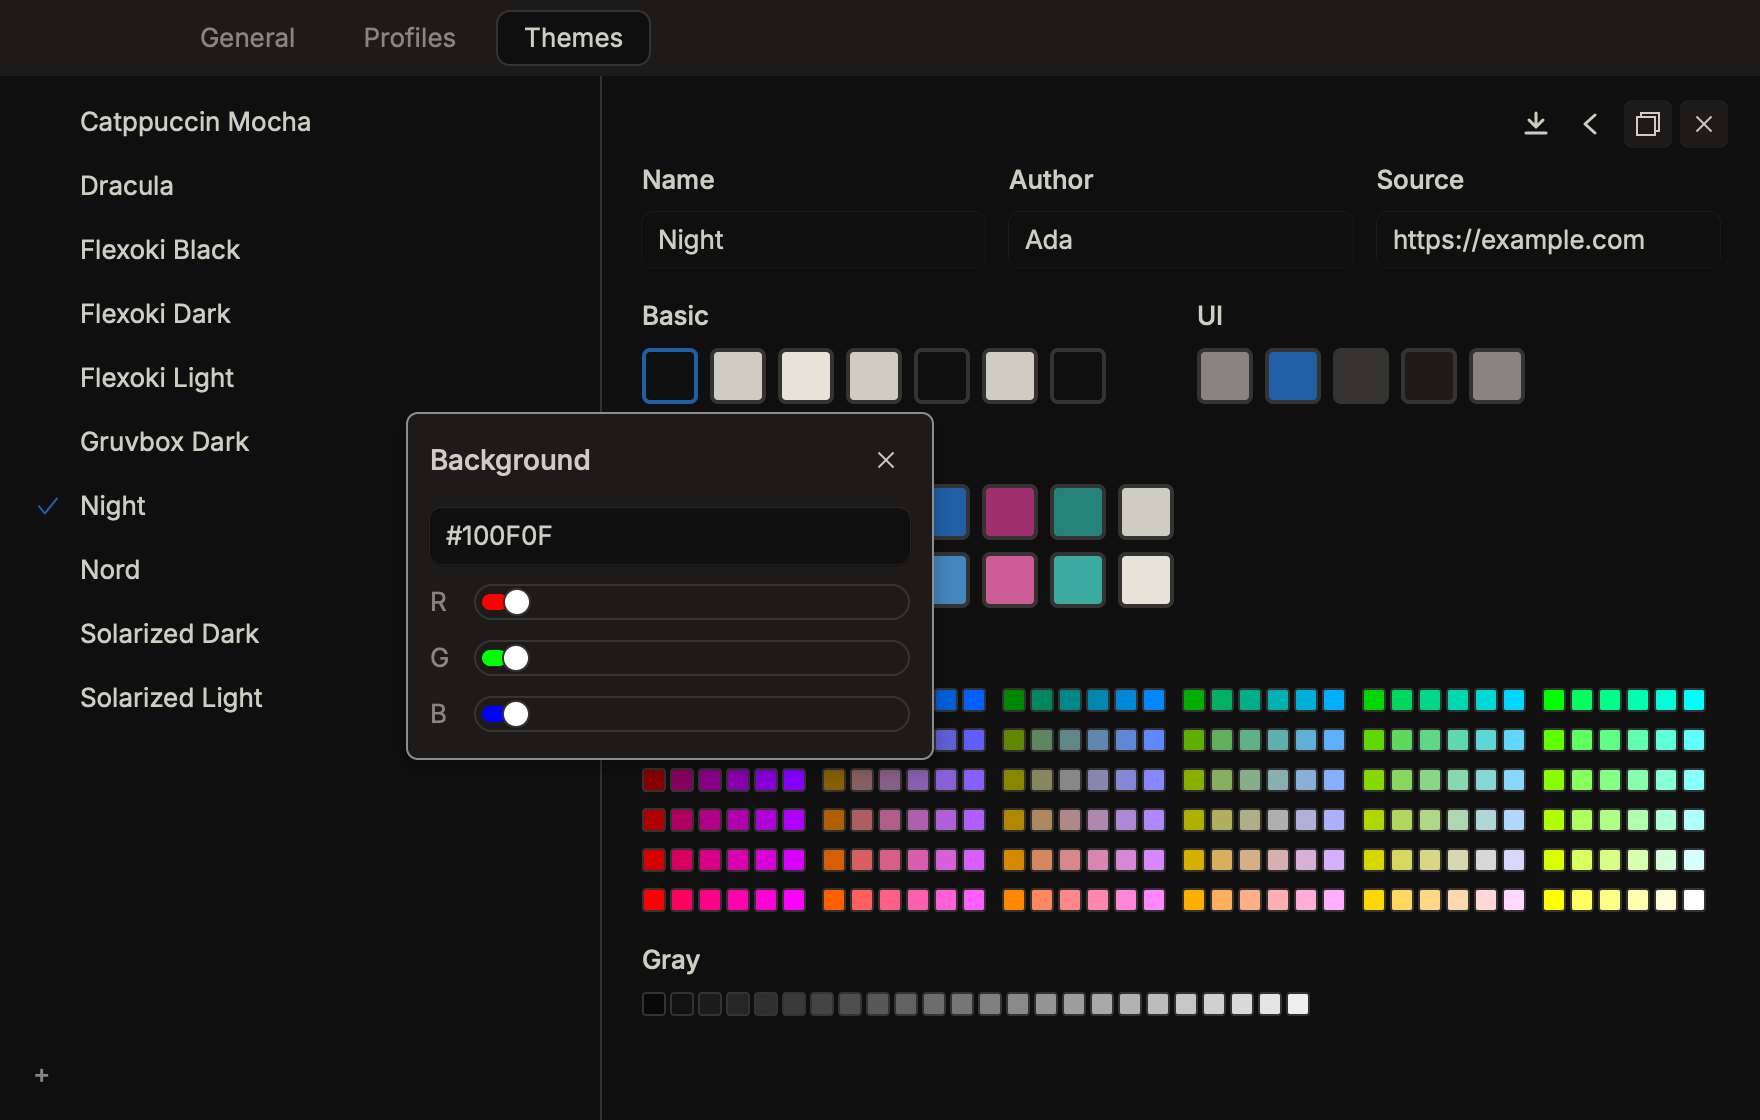 General
Profiles
Themes
Catppuccin Mocha
Dracula
Flexoki Black
Flexoki Dark
Flexoki Light
Gruvbox Dark
Night
Nord
Solarized Dark
Solarized Light
+
Name
Author
Source
Night
Ada
https://example.com
Basic
UI
Background
#100F0F
R
G
B
Gray